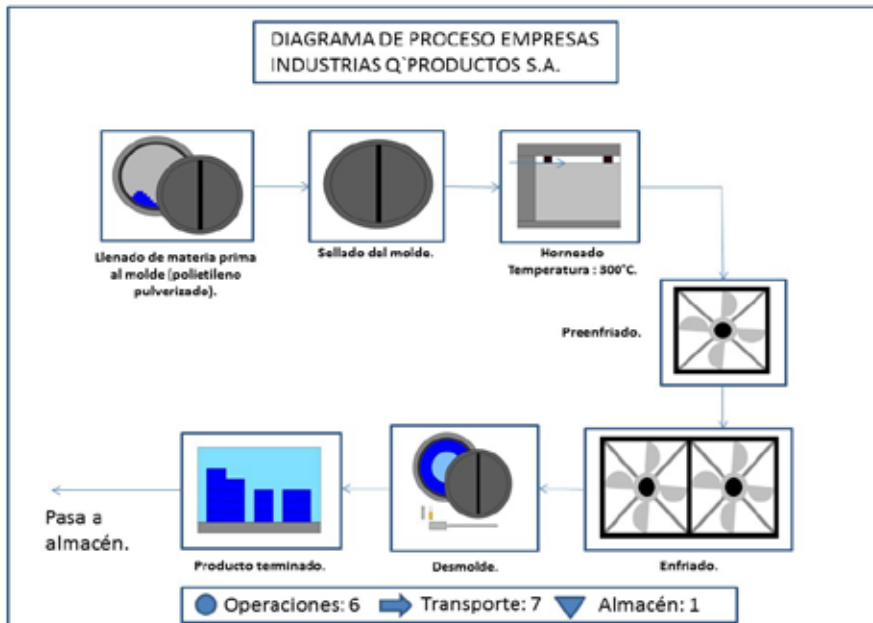 DIAGRAMA DE PROCESO EMPRESAS
INDUSTRIAS Q`PRODUCTOS S.A.
Llenado de materia prima
al molde (polietileno
pulverizado).
Sellado del molde.
Horneado
Temperatura : 300°C.
Preenfriado.
Enfriado.
Desmolde.
Producto terminado.
Pasa a
almacén.
Operaciones: 6 Transporte: 7 Almacén: 1